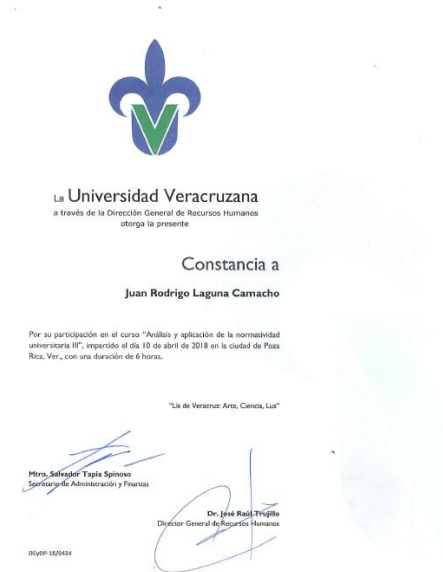 La Universidad Veracruzana
a través de la Dirección General de Recursos Humanos
otorga la presente
Constancia a
Juan Rodrigo Laguna Camacho
Por su participación en el curso "Análisis y aplicación de la normatividad
universitaria III", impartido el día 10 de abril de 2018 en la ciudad de Poza
Rica, Ver., con una duración de 6 horas.
"Lis de Veracruz: Arte, Ciencia, Luz"
Mtro. Salvador Tapia Spinoso
Secretario de Administración y Finanzas
Dr. José Raúl Trujillo
Director General de Recursos Humanos
DEyDP-18/0424